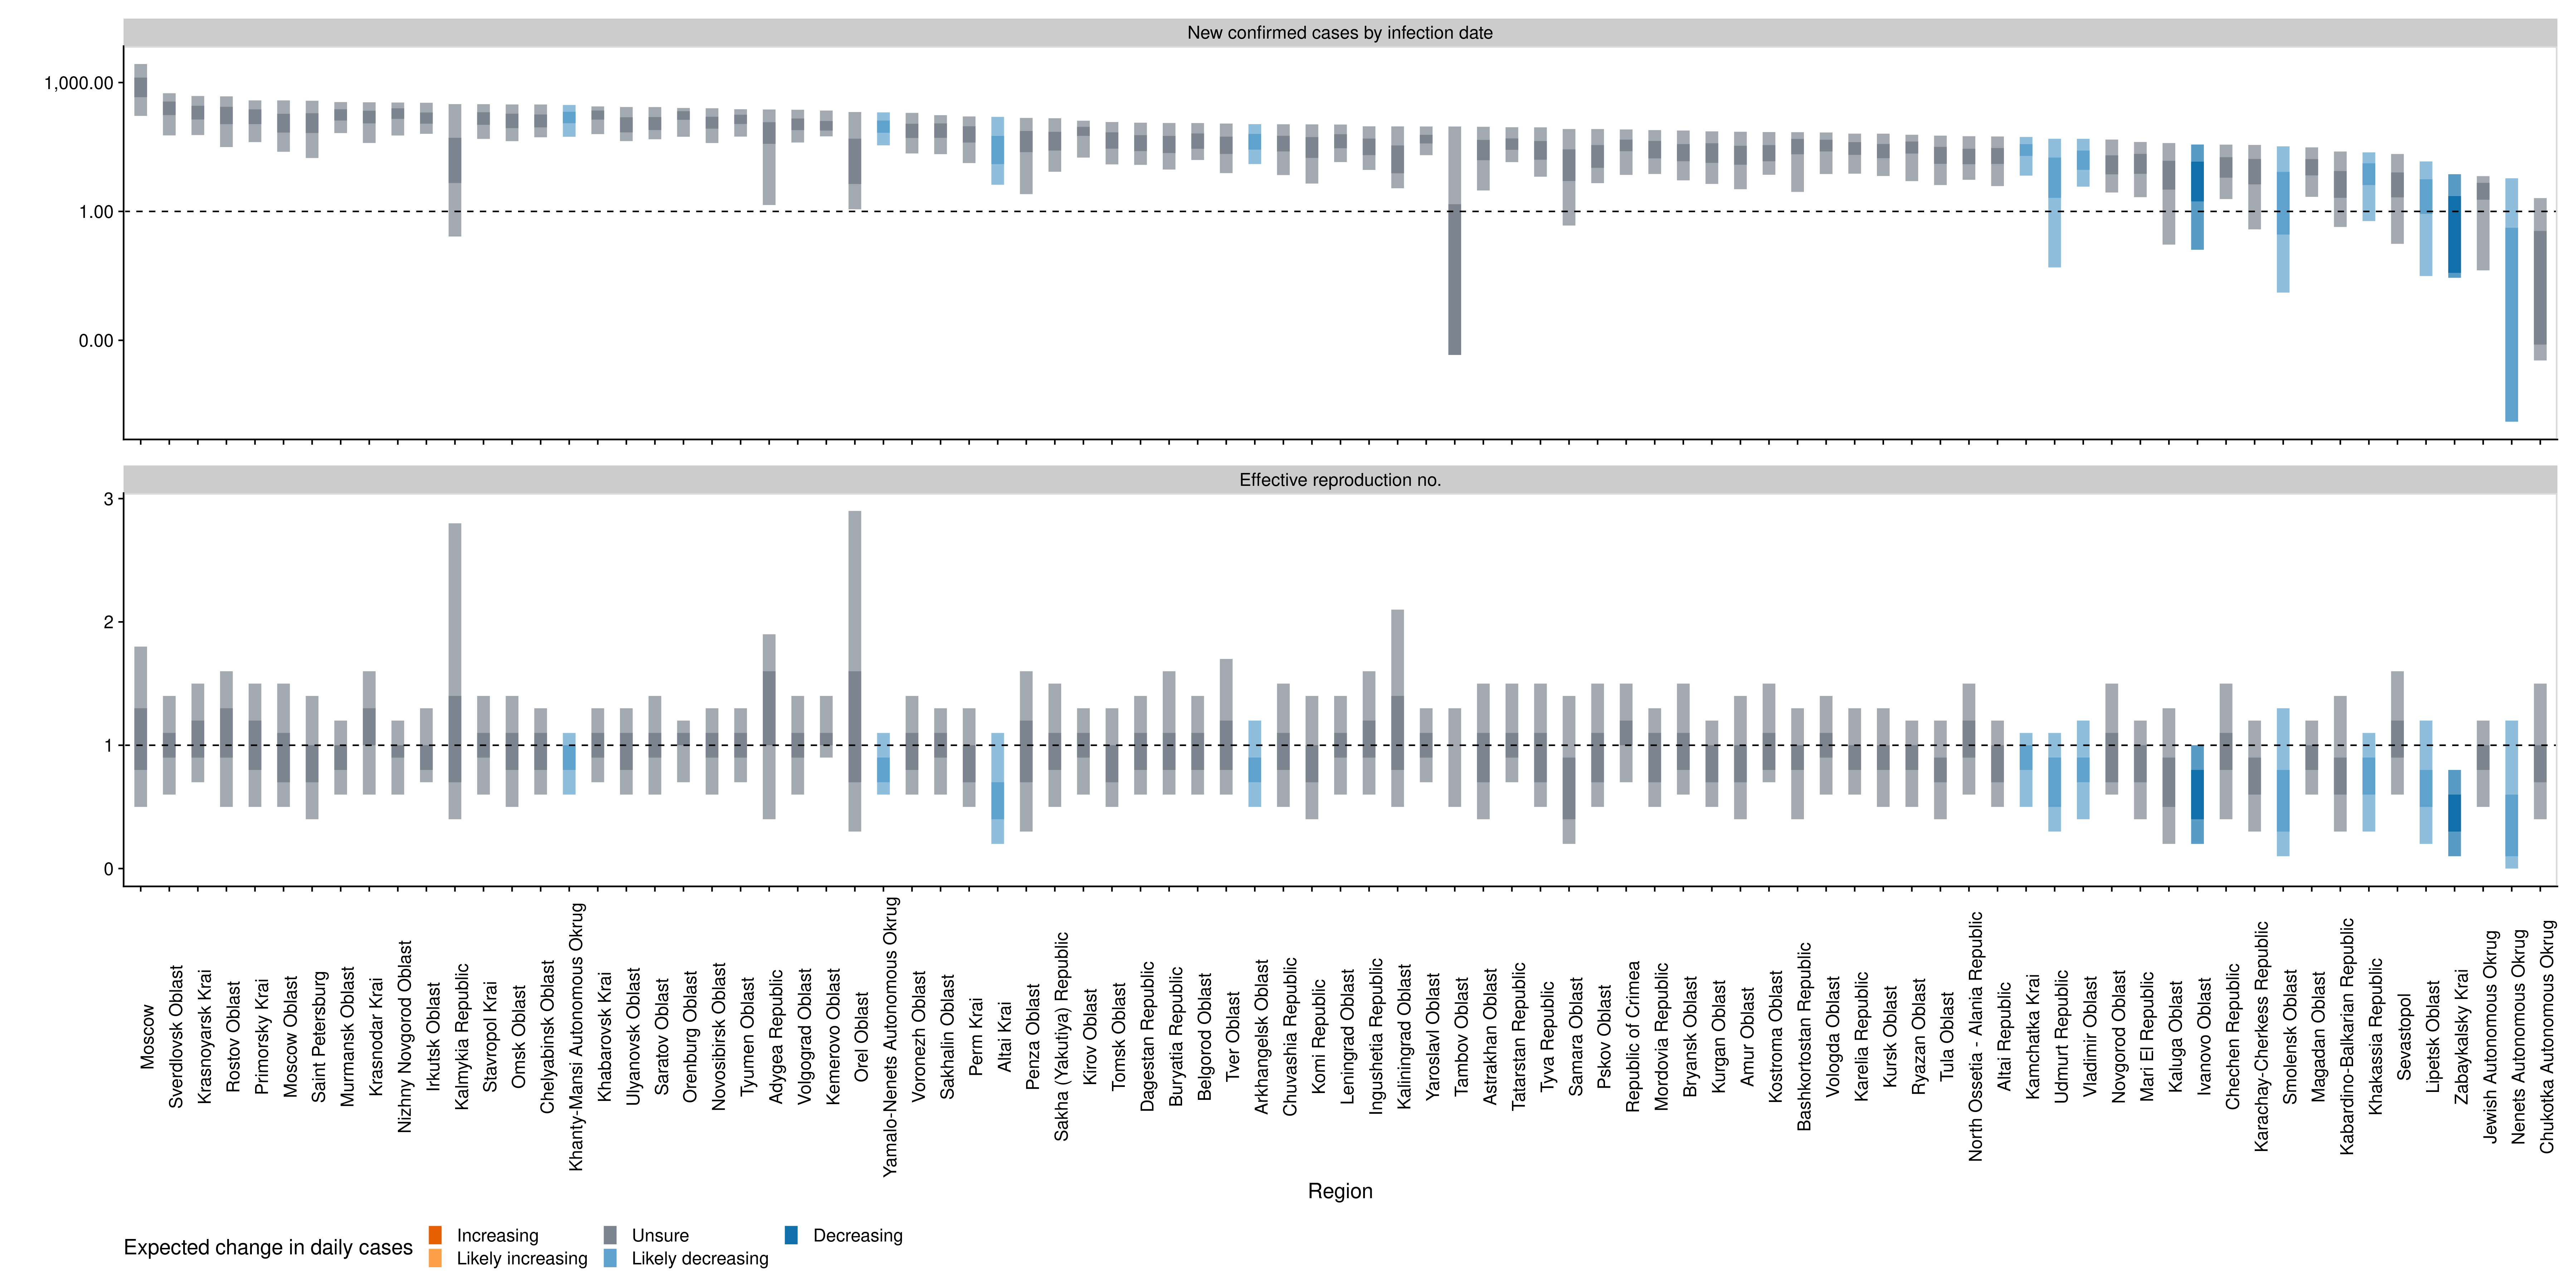 New confirmed cases by infection date
1,000.00
1.00
0.00
Effective reproduction no.
3
2
1
0
Moscow
Sverdlovsk Oblast
Krasnoyarsk Krai
Rostov Oblast
Primorsky Krai
Moscow Oblast
Saint Petersburg
Murmansk Oblast
Krasnodar Krai
Nizhny Novgorod Oblast
Irkutsk Oblast
Kalmykia Republic
Stavropol Krai
Omsk Oblast
Chelyabinsk Oblast
Khanty-Mansi Autonomous Okrug
Khabarovsk Krai
Ulyanovsk Oblast
Saratov Oblast
Orenburg Oblast
Novosibirsk Oblast
Tyumen Oblast
Adygea Republic
Volgograd Oblast
Kemerovo Oblast
Orel Oblast
Yamalo-Nenets Autonomous Okrug
Voronezh Oblast
Sakhalin Oblast
Perm Krai
Altai Krai
Penza Oblast
Sakha (Yakutiya) Republic
Kirov Oblast
Tomsk Oblast
Dagestan Republic
Buryatia Republic
Belgorod Oblast
Tver Oblast
Arkhangelsk Oblast
Chuvashia Republic
Komi Republic
Leningrad Oblast
Ingushetia Republic
Kaliningrad Oblast
Yaroslavl Oblast
Tambov Oblast
Astrakhan Oblast
Tatarstan Republic
Tyva Republic
Samara Oblast
Pskov Oblast
Republic of Crimea
Mordovia Republic
Bryansk Oblast
Kurgan Oblast
Amur Oblast
Kostroma Oblast
Bashkortostan Republic
Vologda Oblast
Karelia Republic
Kursk Oblast
Ryazan Oblast
Tula Oblast
North Ossetia - Alania Republic
Altai Republic
Kamchatka Krai
Udmurt Republic
Vladimir Oblast
Novgorod Oblast
Mari El Republic
Kaluga Oblast
Ivanovo Oblast
Chechen Republic
Karachay-Cherkess Republic
Smolensk Oblast
Magadan Oblast
Kabardino-Balkarian Republic
Khakassia Republic
Sevastopol
Lipetsk Oblast
Zabaykalsky Krai
Jewish Autonomous Okrug
Nenets Autonomous Okrug
Chukotka Autonomous Okrug
Region
Expected change in daily cases
Increasing
Likely increasing
Unsure
Likely decreasing
Decreasing